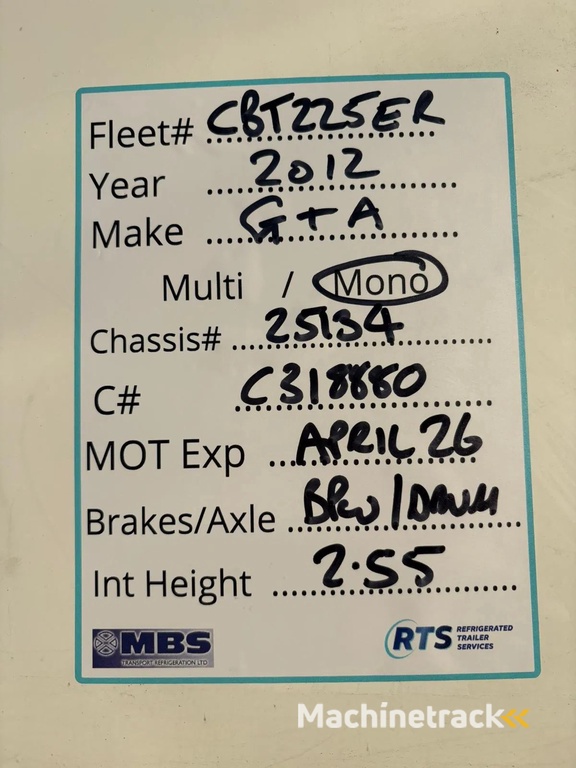 Fleet# CBT225ER
Year 2012
Make G+A
Multi / Mono
Chassis# 25134
C# C318880
MOT Exp APRIL 26
Brakes/Axle BPW/DRUM
Int Height 2.55
MBS
TRANSPORT REFRIGERATION LTD
RTS REFRIGERATED TRAILER SERVICES
Machinetrack